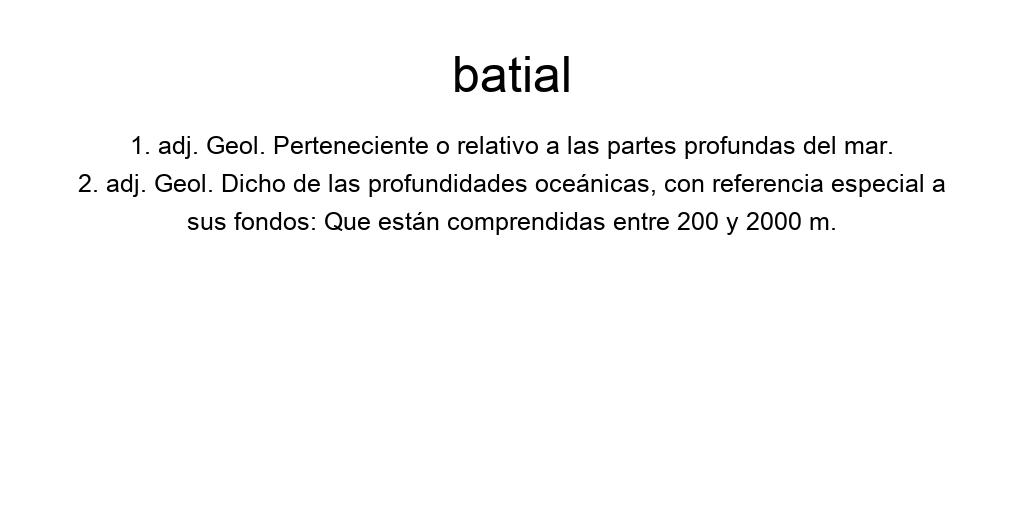 batial
1. adj. Geol. Perteneciente o relativo a las partes profundas del mar.
2. adj. Geol. Dicho de las profundidades oceánicas, con referencia especial a
sus fondos: Que están comprendidas entre 200 y 2000 m.